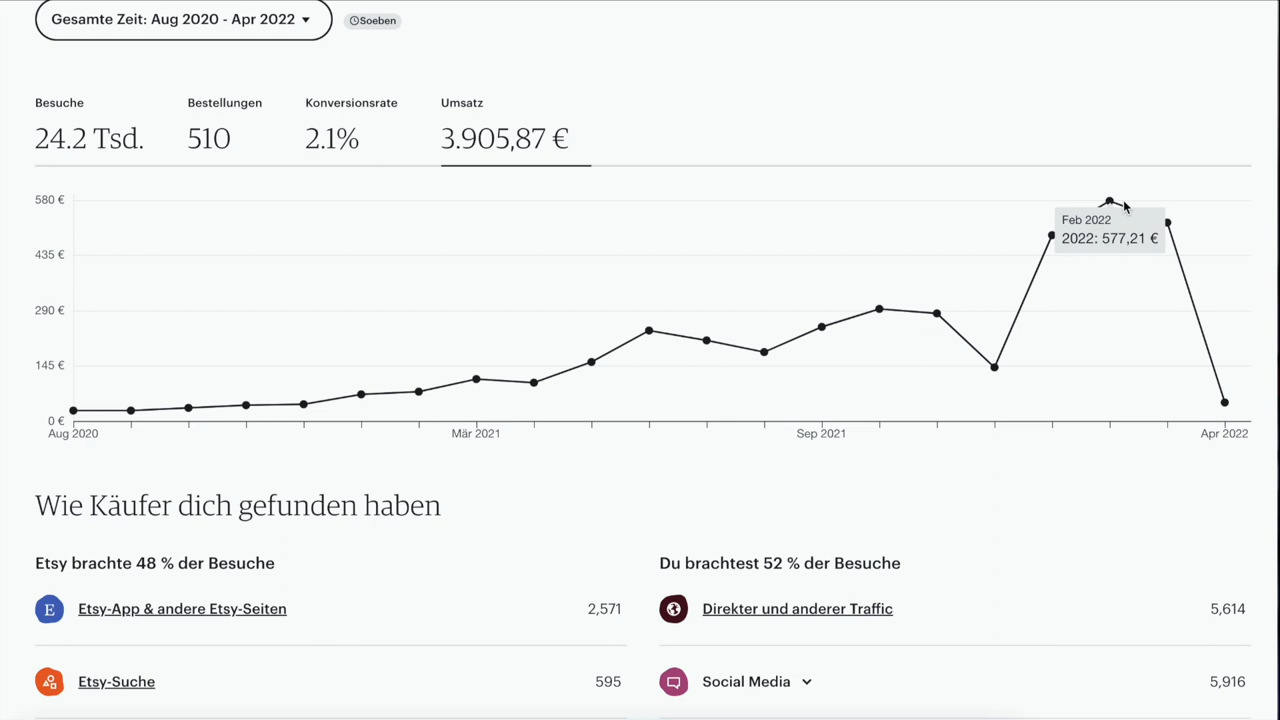 Gesamte Zeit: Aug 2020 - Apr 2022
Soeben
Besuche Bestellungen Konversionsrate Umsatz
24.2 Tsd. 510 2.1% 3.905,87 €
580 €
435 €
290 €
145 €
0 €
Feb 2022
2022: 577,21 €
Aug 2020 Mär 2021 Sep 2021 Apr 2022
Wie Käufer dich gefunden haben
Etsy brachte 48 % der Besuche
E Etsy-App & andere Etsy-Seiten 2,571
Etsy-Suche 595
Du brachtest 52 % der Besuche
Direkter und anderer Traffic 5,614
Social Media 5,916